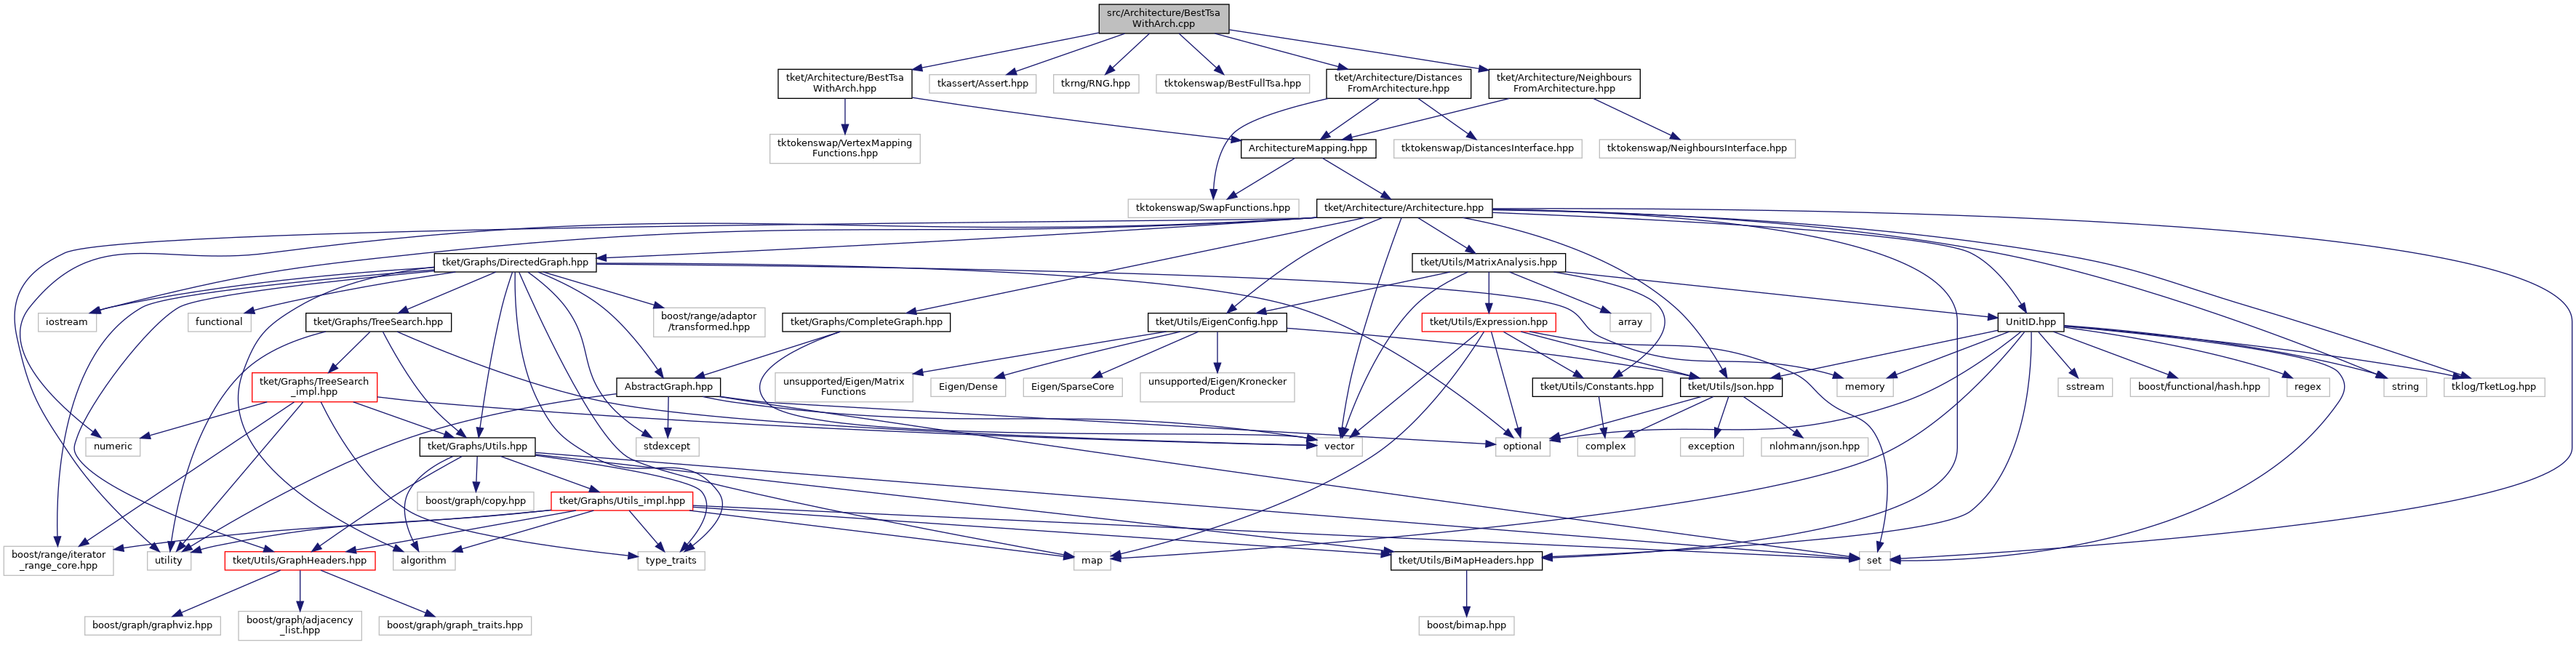 src/Architecture/BestTsa
WithArch.cpp
tket/Architecture/BestTsa
WithArch.hpp
tkassert/Assert.hpp
tkrng/RNG.hpp
tktokenswap/BestFullTsa.hpp
tket/Architecture/Distances
FromArchitecture.hpp
tket/Architecture/Neighbours
FromArchitecture.hpp
tktokenswap/VertexMapping
Functions.hpp
ArchitectureMapping.hpp
tktokenswap/DistancesInterface.hpp
tktokenswap/NeighboursInterface.hpp
tktokenswap/SwapFunctions.hpp
tket/Architecture/Architecture.hpp
tket/Graphs/DirectedGraph.hpp
tket/Utils/MatrixAnalysis.hpp
iostream
functional
tket/Graphs/TreeSearch.hpp
boost/range/adaptor
/transformed.hpp
tket/Graphs/CompleteGraph.hpp
tket/Utils/EigenConfig.hpp
tket/Utils/Expression.hpp
array
UnitID.hpp
tket/Graphs/TreeSearch
_impl.hpp
AbstractGraph.hpp
unsupported/Eigen/Matrix
Functions
Eigen/Dense
Eigen/SparseCore
unsupported/Eigen/Kronecker
Product
tket/Utils/Constants.hpp
tket/Utils/Json.hpp
memory
sstream
boost/functional/hash.hpp
regex
string
tklog/TketLog.hpp
numeric
tket/Graphs/Utils.hpp
stdexcept
vector
optional
complex
exception
nlohmann/json.hpp
boost/graph/copy.hpp
tket/Graphs/Utils_impl.hpp
boost/range/iterator
_range_core.hpp
utility
tket/Utils/GraphHeaders.hpp
algorithm
type_traits
map
tket/Utils/BiMapHeaders.hpp
set
boost/graph/graphviz.hpp
boost/graph/adjacency
_list.hpp
boost/graph/graph_traits.hpp
boost/bimap.hpp